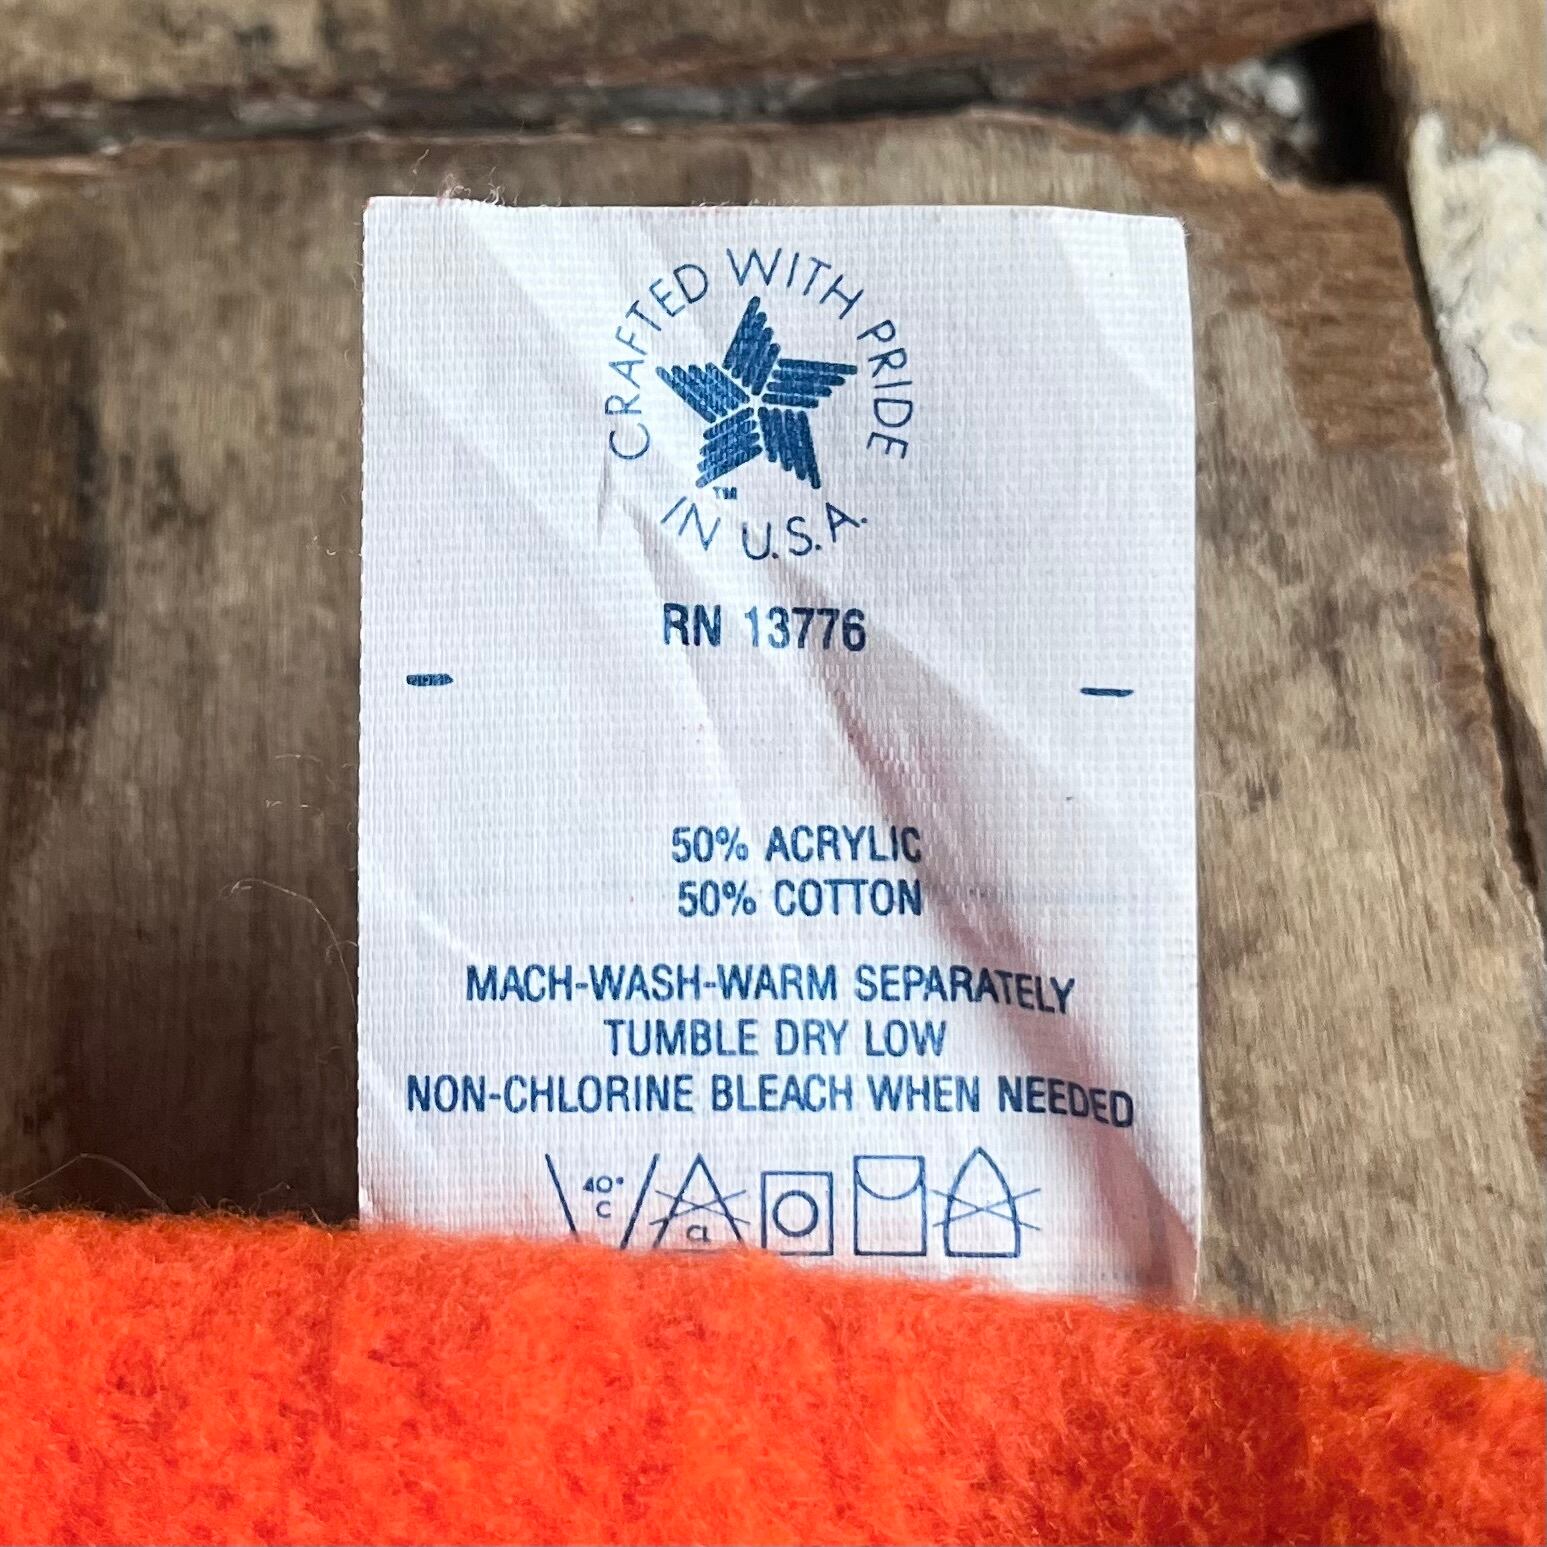 CRAFTED WITH PRIDE
IN U.S.A.
™
RN 13776
50% ACRYLIC
50% COTTON
MACH-WASH-WARM SEPARATELY
TUMBLE DRY LOW
NON-CHLORINE BLEACH WHEN NEEDED
40° C cl